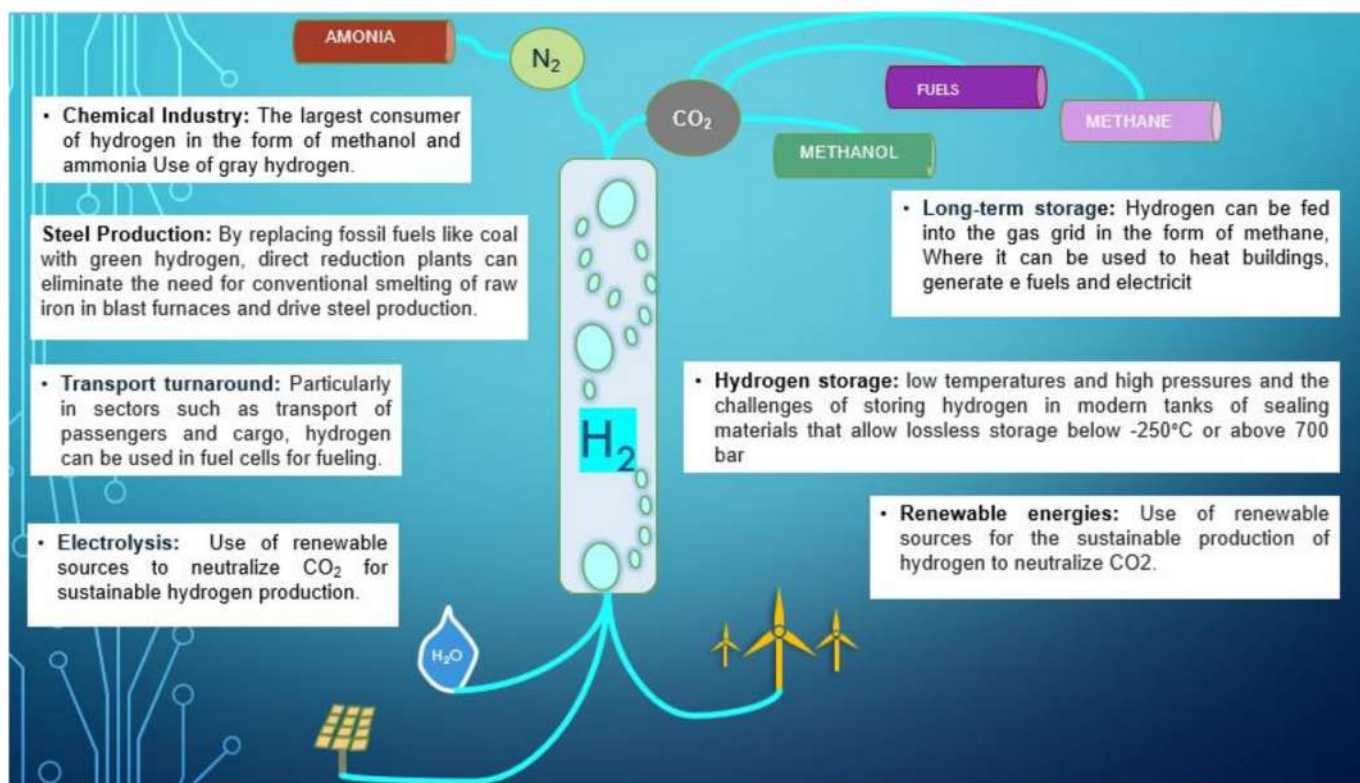 AMONIA
N2
CO2
FUELS
METHANE
METHANOL
• Chemical Industry: The largest consumer
of hydrogen in the form of methanol and
ammonia Use of gray hydrogen.
Steel Production: By replacing fossil fuels like coal
with green hydrogen, direct reduction plants can
eliminate the need for conventional smelting of raw
iron in blast furnaces and drive steel production.
• Transport turnaround: Particularly
in sectors such as transport of
passengers and cargo, hydrogen
can be used in fuel cells for fueling.
• Electrolysis: Use of renewable
sources to neutralize CO2 for
sustainable hydrogen production.
H2
• Long-term storage: Hydrogen can be fed
into the gas grid in the form of methane,
Where it can be used to heat buildings,
generate e fuels and electricit
• Hydrogen storage: low temperatures and high pressures and the
challenges of storing hydrogen in modern tanks of sealing
materials that allow lossless storage below -250°C or above 700
bar
• Renewable energies: Use of renewable
sources for the sustainable production of
hydrogen to neutralize CO2.
H2O